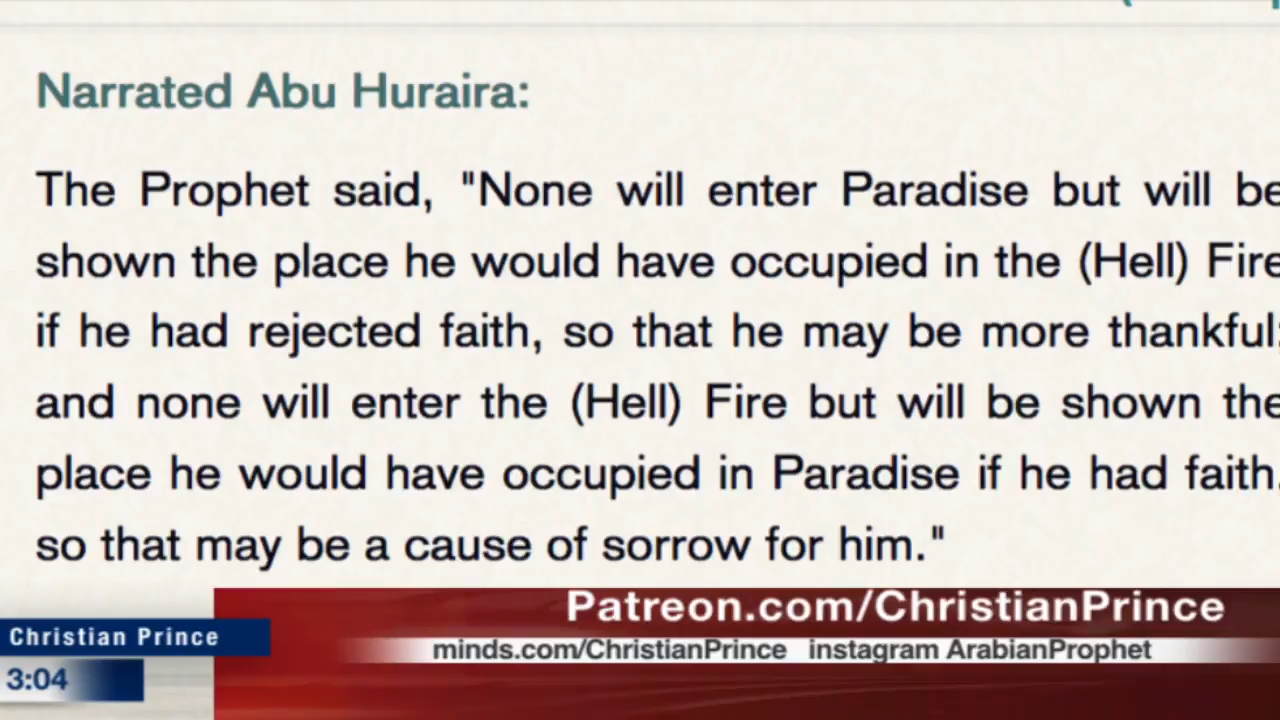 Narrated Abu Huraira:
The Prophet said, "None will enter Paradise but will be
shown the place he would have occupied in the (Hell) Fire
if he had rejected faith, so that he may be more thankful;
and none will enter the (Hell) Fire but will be shown the
place he would have occupied in Paradise if he had faith,
so that may be a cause of sorrow for him."
Patreon.com/ChristianPrince
Christian Prince
minds.com/ChristianPrince instagram ArabianProphet
3:04